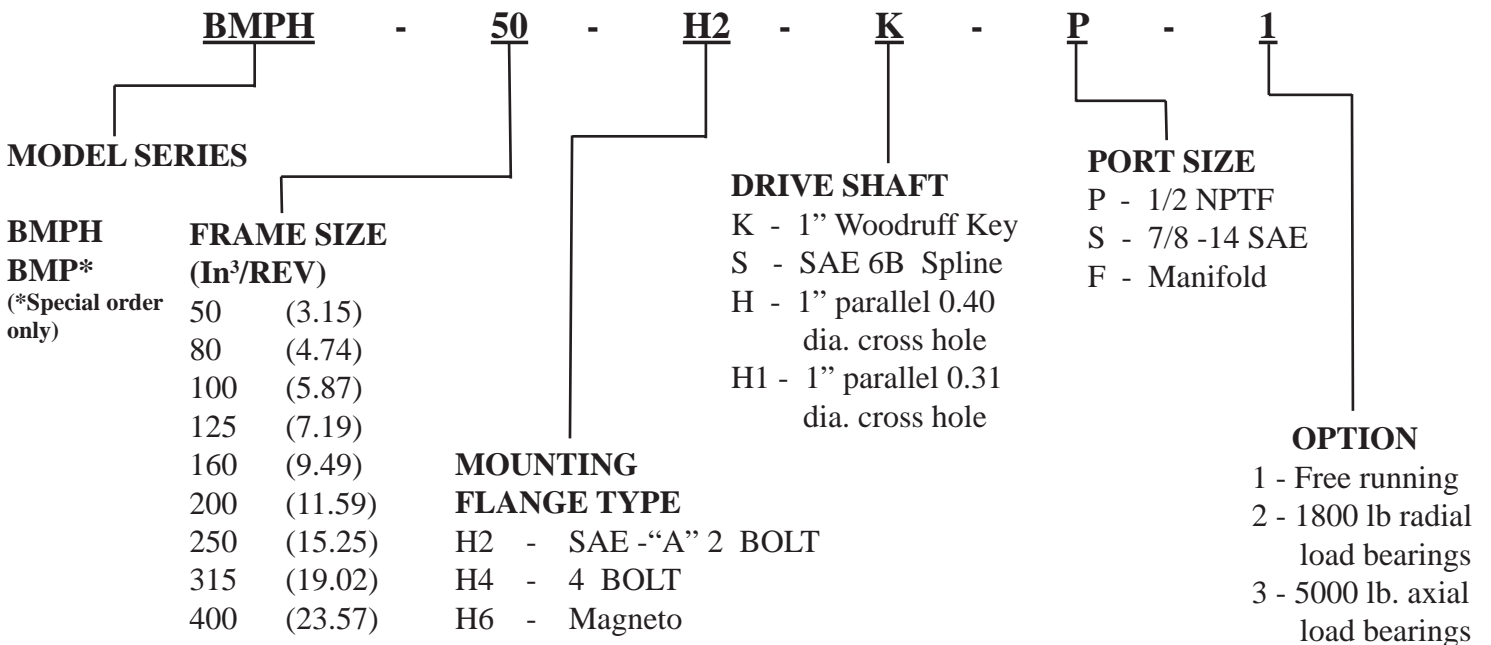 BMPH - 50 - H2 - K - P - 1
MODEL SERIES
BMPH
BMP*
(*Special order
only)
FRAME SIZE
(In³/REV)
50 (3.15)
80 (4.74)
100 (5.87)
125 (7.19)
160 (9.49)
200 (11.59)
250 (15.25)
315 (19.02)
400 (23.57)
MOUNTING
FLANGE TYPE
H2 - SAE -“A” 2 BOLT
H4 - 4 BOLT
H6 - Magneto
DRIVE SHAFT
K - 1” Woodruff Key
S - SAE 6B Spline
H - 1” parallel 0.40
dia. cross hole
H1 - 1” parallel 0.31
dia. cross hole
PORT SIZE
P - 1/2 NPTF
S - 7/8 -14 SAE
F - Manifold
OPTION
1 - Free running
2 - 1800 lb radial
load bearings
3 - 5000 lb. axial
load bearings